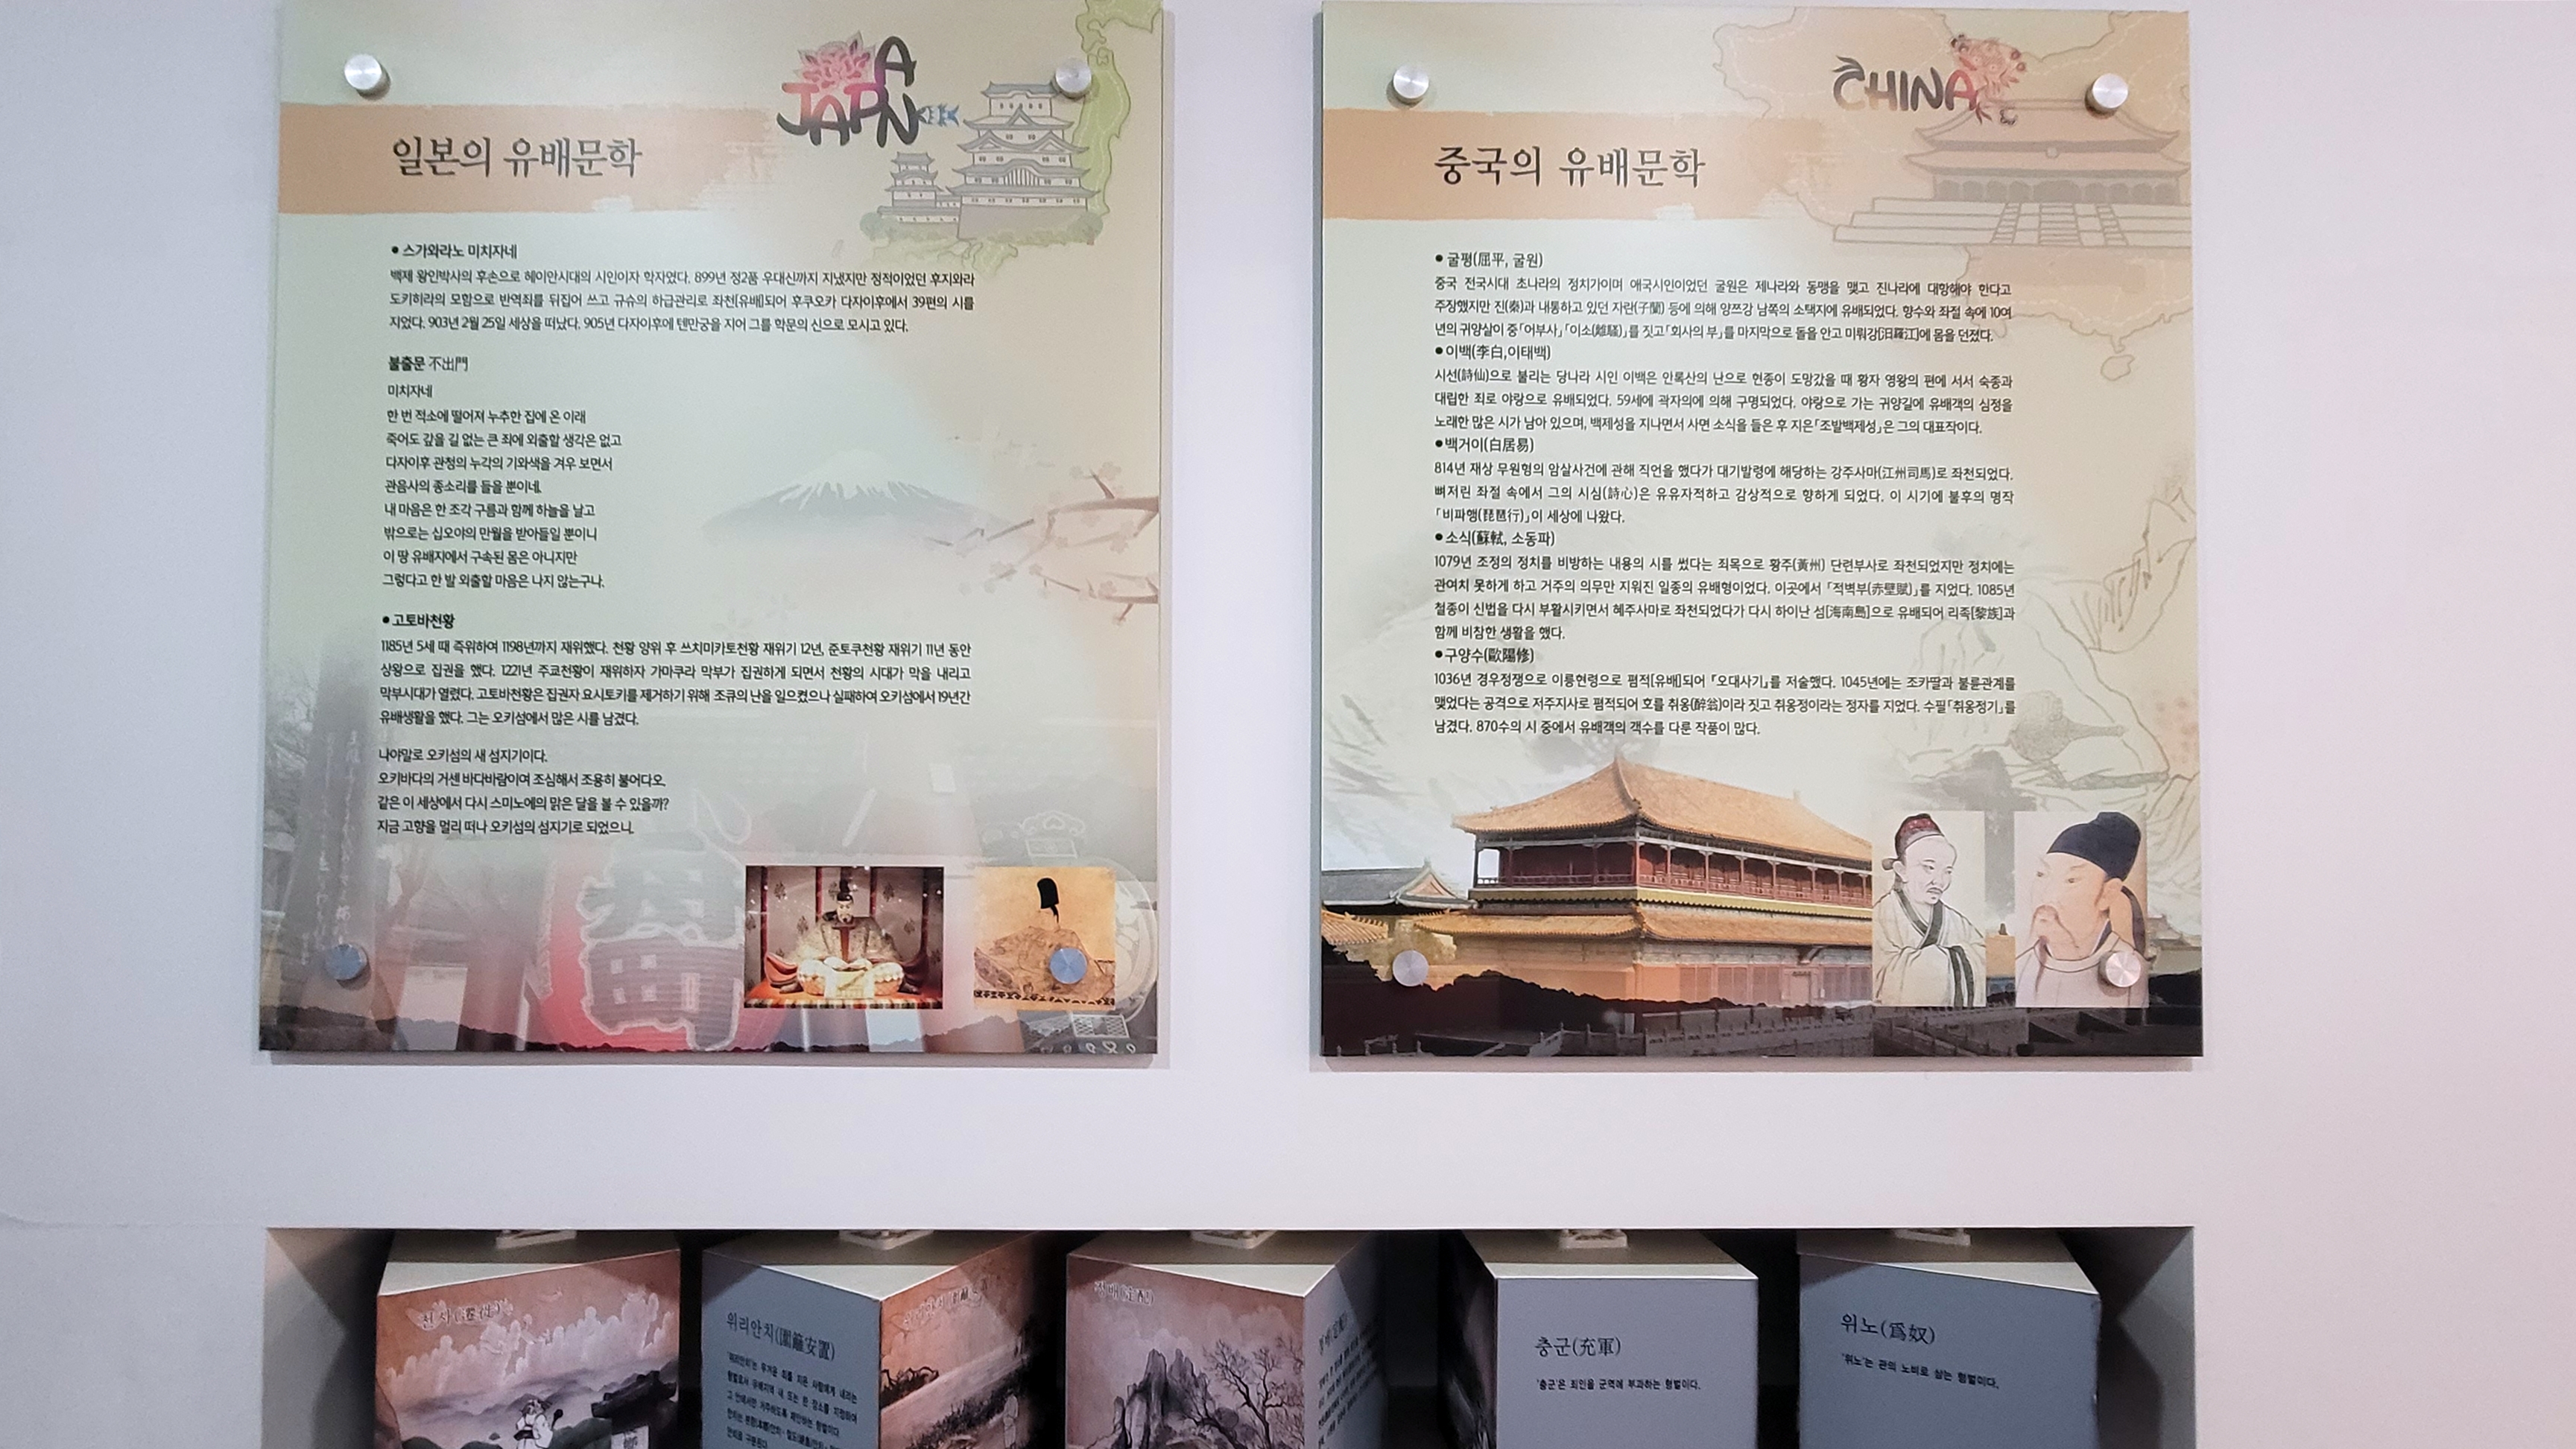 JAPAN
일본의 유배문학
● 스가와라노 미치자네
백제 왕인박사의 후손으로 헤이안시대의 시인이자 학자였다. 899년 정2품 우대신까지 지냈지만 정적이었던 후지와라
도키히라의 모함으로 반역죄를 뒤집어 쓰고 규슈의 하급관리로 좌천[유배]되어 후쿠오카 다자이후에서 39편의 시를
지었다. 903년 2월 25일 세상을 떠났다. 905년 다자이후에 텐만궁을 지어 그를 학문의 신으로 모시고 있다.
불출문 不出門
미치자네
한 번 적소에 떨어져 누추한 집에 온 이래
죽어도 갚을 길 없는 큰 죄에 외출할 생각은 없고
다자이후 관청의 누각의 기와색을 겨우 보면서
관음사의 종소리를 들을 뿐이네.
내 마음은 한 조각 구름과 함께 하늘을 날고
밖으로는 십오야의 만월을 받아들일 뿐이니
이 땅 유배지에서 구속된 몸은 아니지만
그렇다고 한 발 외출할 마음은 나지 않는구나.
● 고토바천황
1185년 5세 때 즉위하여 1198년까지 재위했다. 천황 양위 후 쓰치미카토천황 재위기 12년, 준토쿠천황 재위기 11년 동안
상왕으로 집권을 했다. 1221년 주쿄천황이 재위하자 가마쿠라 막부가 집권하게 되면서 천황의 시대가 막을 내리고
막부시대가 열렸다. 고토바천황은 집권자 요시토키를 제거하기 위해 조큐의 난을 일으켰으나 실패하여 오키섬에서 19년간
유배생활을 했다. 그는 오키섬에서 많은 시를 남겼다.
나야말로 오키섬의 새 섬지기이다.
오키바다의 거센 바다바람이여 조심해서 조용히 불어다오.
같은 이 세상에서 다시 스미노에의 맑은 달을 볼 수 있을까?
지금 고향을 멀리 떠나 오키섬의 섬지기로 되었으니.
CHINA
중국의 유배문학
● 굴평(屈平, 굴원)
중국 전국시대 초나라의 정치가이며 애국시인이었던 굴원은 제나라와 동맹을 맺고 진나라에 대항해야 한다고
주장했지만 진(秦)과 내통하고 있던 자란(子蘭) 등에 의해 양쯔강 남쪽의 소택지에 유배되었다. 향수와 좌절 속에 10여
년의 귀양살이 중「어부사」「이소(離騷)」를 짓고「회사의 부」를 마지막으로 돌을 안고 미뤄강[汨羅江]에 몸을 던졌다.
● 이백(李白,이태백)
시선(詩仙)으로 불리는 당나라 시인 이백은 안록산의 난으로 현종이 도망갔을 때 황자 영왕의 편에 서서 숙종과
대립한 죄로 야랑으로 유배되었다. 59세에 곽자의에 의해 구명되었다. 야랑으로 가는 귀양길에 유배객의 심정을
노래한 많은 시가 남아 있으며, 백제성을 지나면서 사면 소식을 들은 후 지은「조발백제성」은 그의 대표작이다.
● 백거이(白居易)
814년 재상 무원형의 암살사건에 관해 직언을 했다가 대기발령에 해당하는 강주사마(江州司馬)로 좌천되었다.
뼈저린 좌절 속에서 그의 시심(詩心)은 유유자적하고 감상적으로 향하게 되었다. 이 시기에 불후의 명작
「비파행(琵琶行)」이 세상에 나왔다.
● 소식(蘇軾, 소동파)
1079년 조정의 정치를 비방하는 내용의 시를 썼다는 죄목으로 황주(黃州) 단련부사로 좌천되었지만 정치에는
관여치 못하게 하고 거주의 의무만 지워진 일종의 유배형이었다. 이곳에서 「적벽부(赤壁賦)」를 지었다. 1085년
철종이 신법을 다시 부활시키면서 혜주사마로 좌천되었다가 다시 하이난 섬[海南島]으로 유배되어 리족[黎族]과
함께 비참한 생활을 했다.
● 구양수(歐陽修)
1036년 경우정쟁으로 이릉현령으로 폄적[유배]되어 『오대사기』를 저술했다. 1045년에는 조카딸과 불륜관계를
맺었다는 공격으로 저주지사로 폄적되어 호를 취옹(醉翁)이라 짓고 취옹정이라는 정자를 지었다. 수필「취옹정기」를
남겼다. 870수의 시 중에서 유배객의 객수를 다룬 작품이 많다.
천사(遷徙)
위리안치(圍籬安置)
'위리안치'는 무거운 죄를 지은 사람에게 내리는
형벌로서 유배지역 내 또는 한 장소를 지정하여
그 안에서만 거주하도록 제한하는 형벌이다.
충군(充軍)
'충군'은 죄인을 군역에 부과하는 형벌이다.
위노(爲奴)
'위노'는 관의 노비로 삼는 형벌이다.